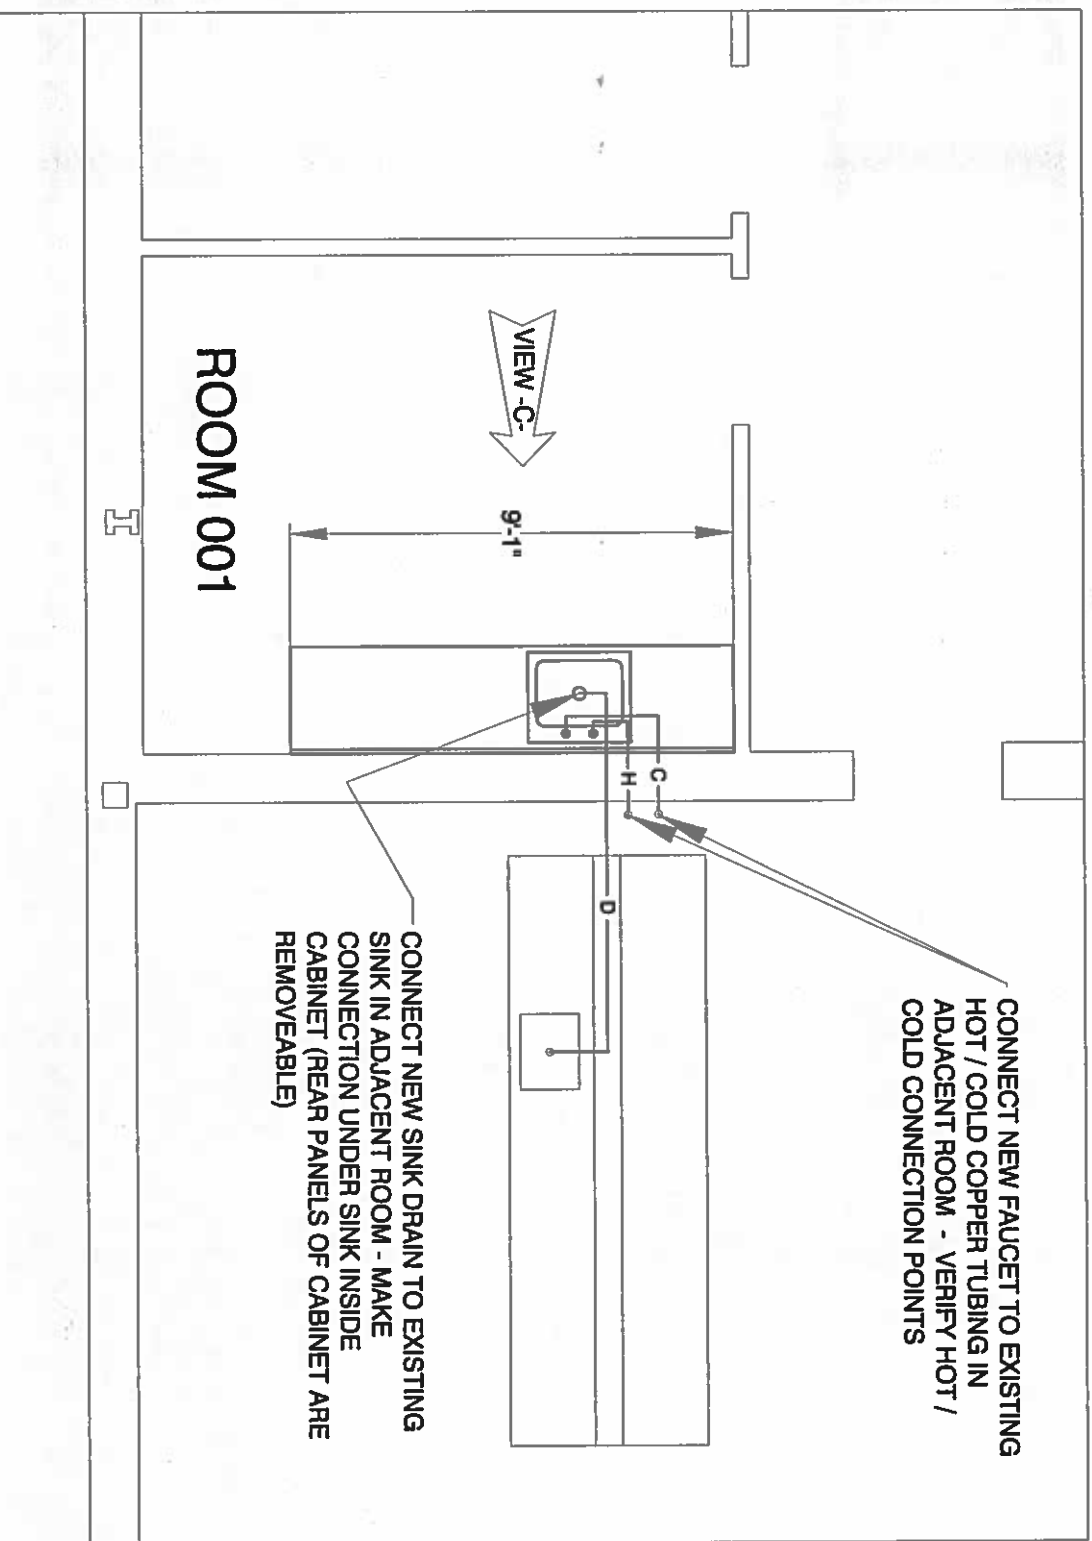 CONNECT NEW FAUCET TO EXISTING
HOT / COLD COPPER TUBING IN
ADJACENT ROOM - VERIFY HOT /
COLD CONNECTION POINTS
C
H
D
9'-1"
VIEW -C-
CONNECT NEW SINK DRAIN TO EXISTING
SINK IN ADJACENT ROOM - MAKE
CONNECTION UNDER SINK INSIDE
CABINET (REAR PANELS OF CABINET ARE
REMOVEABLE)
ROOM 001